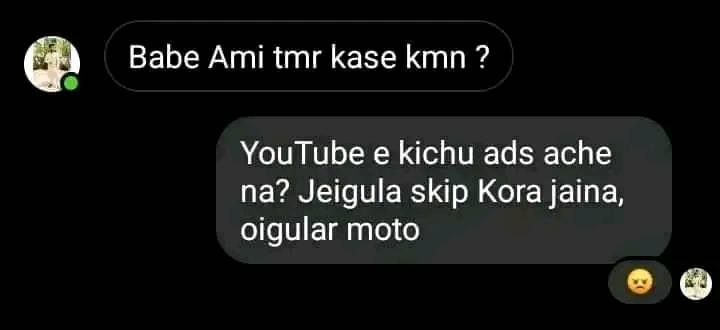 Babe Ami tmr kase kmn ?
YouTube e kichu ads ache
na? Jeigula skip Kora jaina,
oigular moto